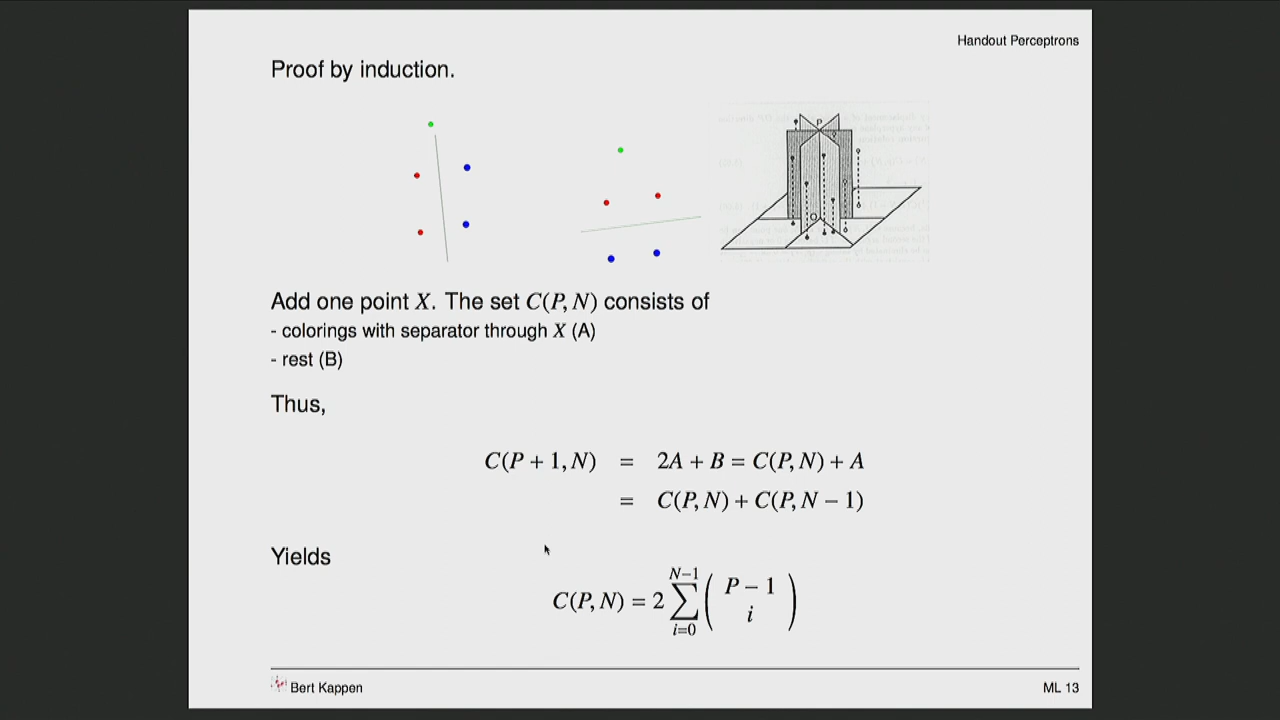 Handout Perceptrons
Proof by induction.
P
O
Add one point X. The set C(P, N) consists of
- colorings with separator through X (A)
- rest (B)
Thus,
C(P + 1, N) = 2A + B = C(P, N) + A
= C(P, N) + C(P, N − 1)
Yields
C(P, N) = 2 ∑_{i=0}^{N−1} ( P − 1 i )
Bert Kappen
ML 13